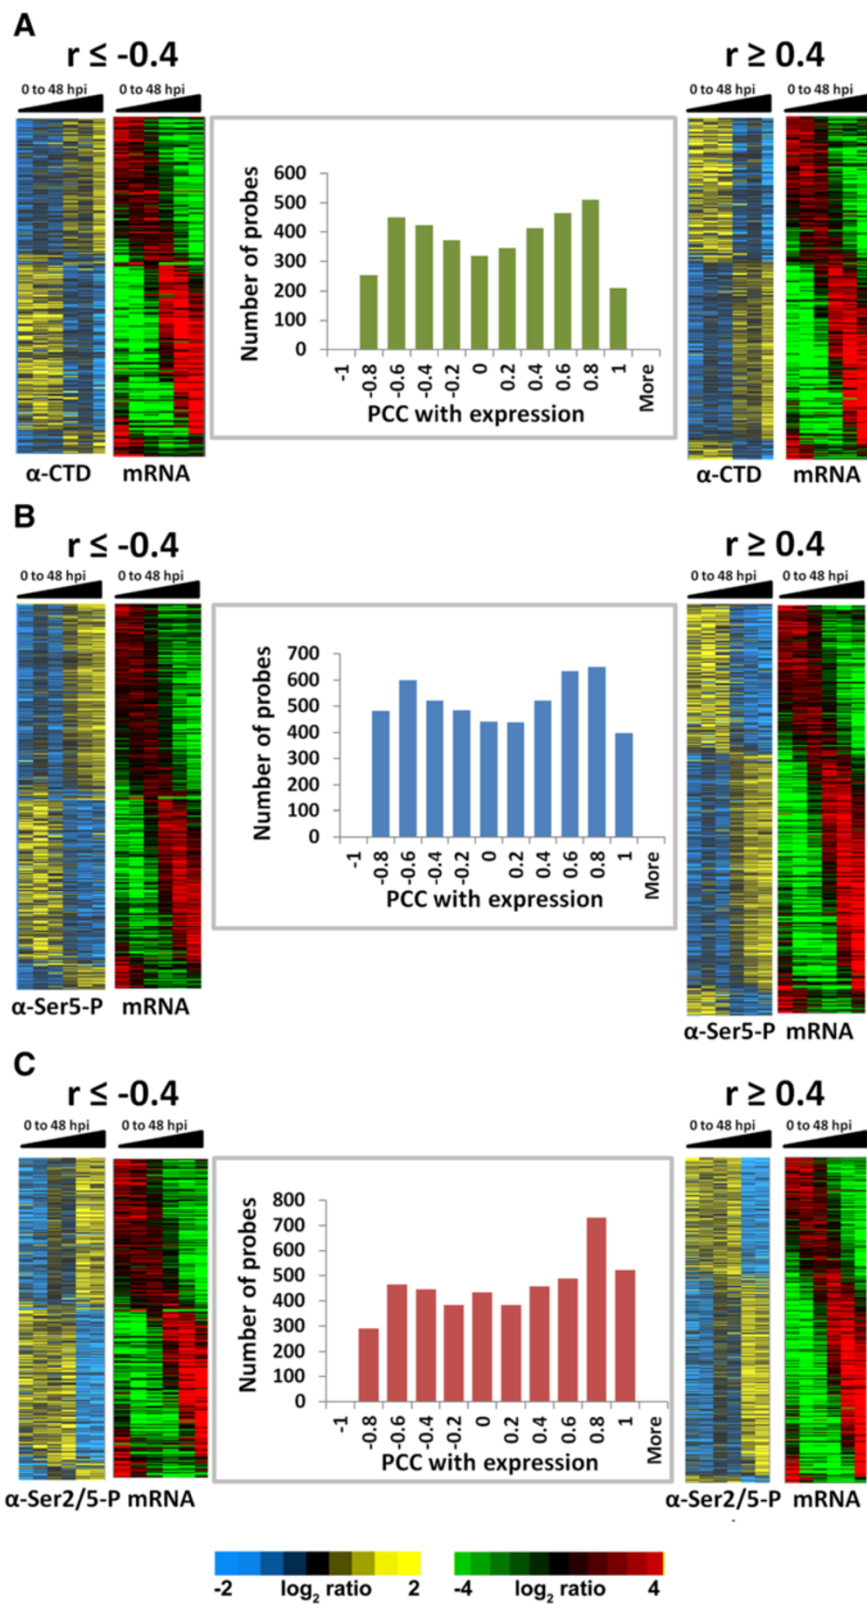 A
r ≤ -0.4
r ≥ 0.4
0 to 48 hpi
0 to 48 hpi
0 to 48 hpi
0 to 48 hpi
Number of probes
600
500
400
300
200
100
0
-1
-0.8
-0.6
-0.4
-0.2
0
0.2
0.4
0.6
0.8
1
More
PCC with expression
α-CTD
mRNA
α-CTD
mRNA
B
r ≤ -0.4
r ≥ 0.4
0 to 48 hpi
0 to 48 hpi
0 to 48 hpi
0 to 48 hpi
Number of probes
700
600
500
400
300
200
100
0
-1
-0.8
-0.6
-0.4
-0.2
0
0.2
0.4
0.6
0.8
1
More
PCC with expression
α-Ser5-P
mRNA
α-Ser5-P
mRNA
C
r ≤ -0.4
r ≥ 0.4
0 to 48 hpi
0 to 48 hpi
0 to 48 hpi
0 to 48 hpi
Number of probes
800
700
600
500
400
300
200
100
0
-1
-0.8
-0.6
-0.4
-0.2
0
0.2
0.4
0.6
0.8
1
More
PCC with expression
α-Ser2/5-P
mRNA
α-Ser2/5-P
mRNA
-2 log2 ratio 2
-4 log2 ratio 4